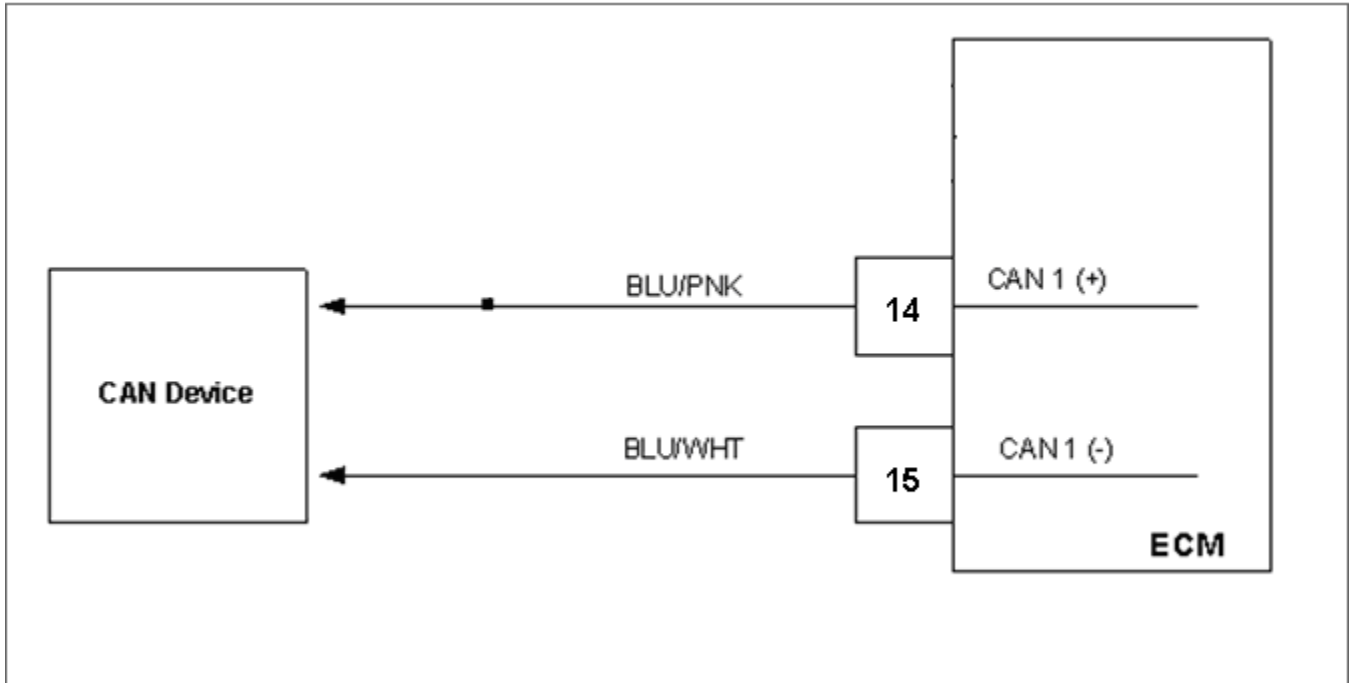 BLU/PNK
14
CAN 1 (+)
CAN Device
BLU/WHT
15
CAN 1 (-)
ECM